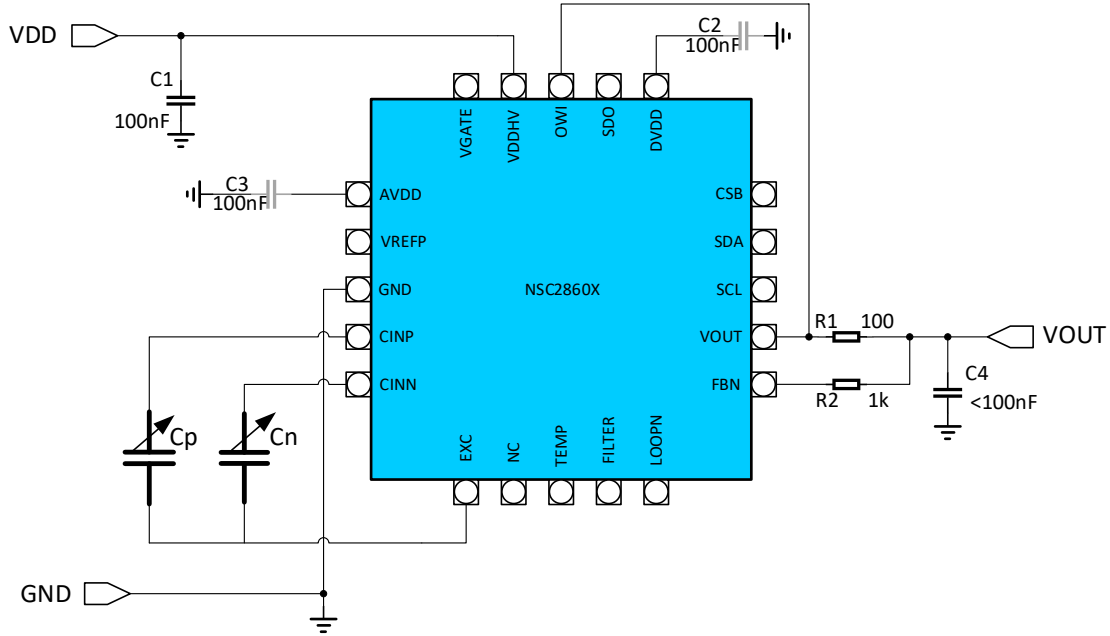 VDD
C1
100nF
C2
100nF
VGATE
VDDHV
OWI
SDO
DVDD
C3
100nF
AVDD
VREFP
GND
CINP
CINN
NSC2860X
CSB
SDA
SCL
VOUT
FBN
R1 100
R2 1k
VOUT
C4
<100nF
Cp
Cn
EXC
NC
TEMP
FILTER
LOOPN
GND